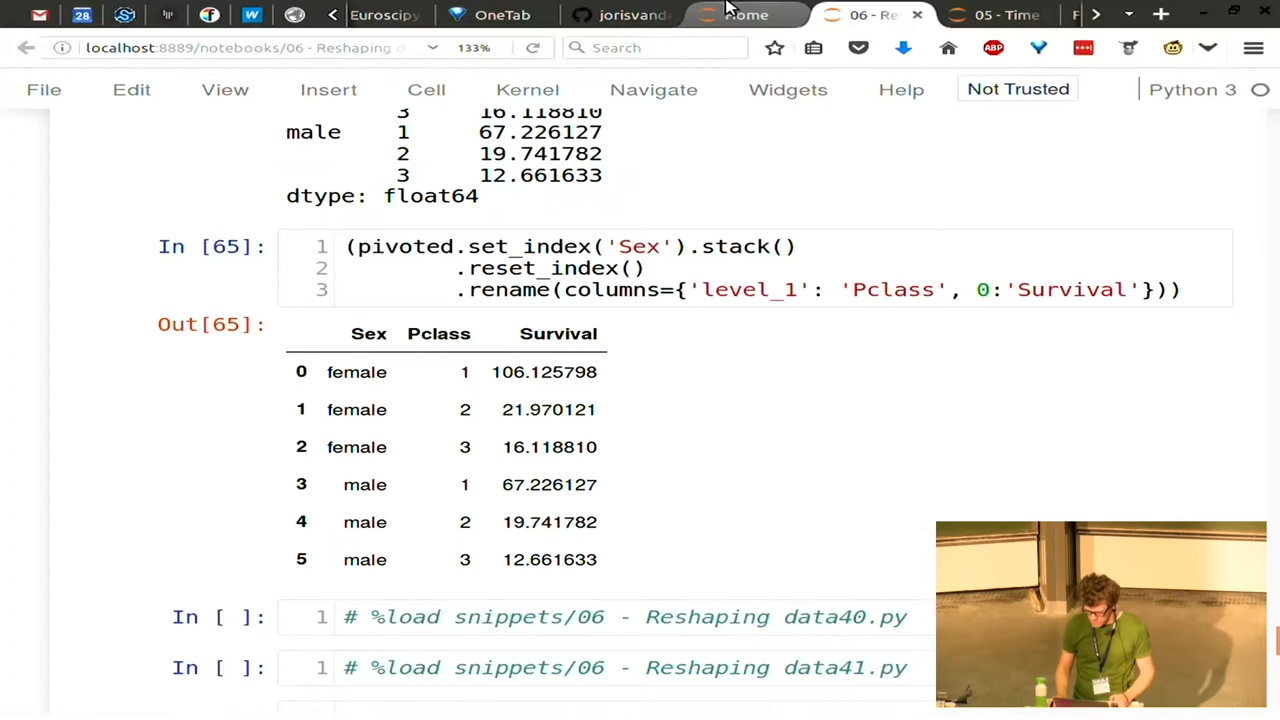 28 W Euroscipy OneTab jorisvand Home 06 - Re 05 - Time F
localhost:8889/notebooks/06 - Reshaping d 133% Search ABP
File Edit View Insert Cell Kernel Navigate Widgets Help Not Trusted Python 3
3 16.118810
male 1 67.226127
2 19.741782
3 12.661633
dtype: float64
In [65]: 1 (pivoted.set_index('Sex').stack()
2 .reset_index()
3 .rename(columns={'level_1': 'Pclass', 0:'Survival'}))
Out[65]:
Sex Pclass Survival
0 female 1 106.125798
1 female 2 21.970121
2 female 3 16.118810
3 male 1 67.226127
4 male 2 19.741782
5 male 3 12.661633
In [ ]: 1 # %load snippets/06 - Reshaping data40.py
In [ ]: 1 # %load snippets/06 - Reshaping data41.py